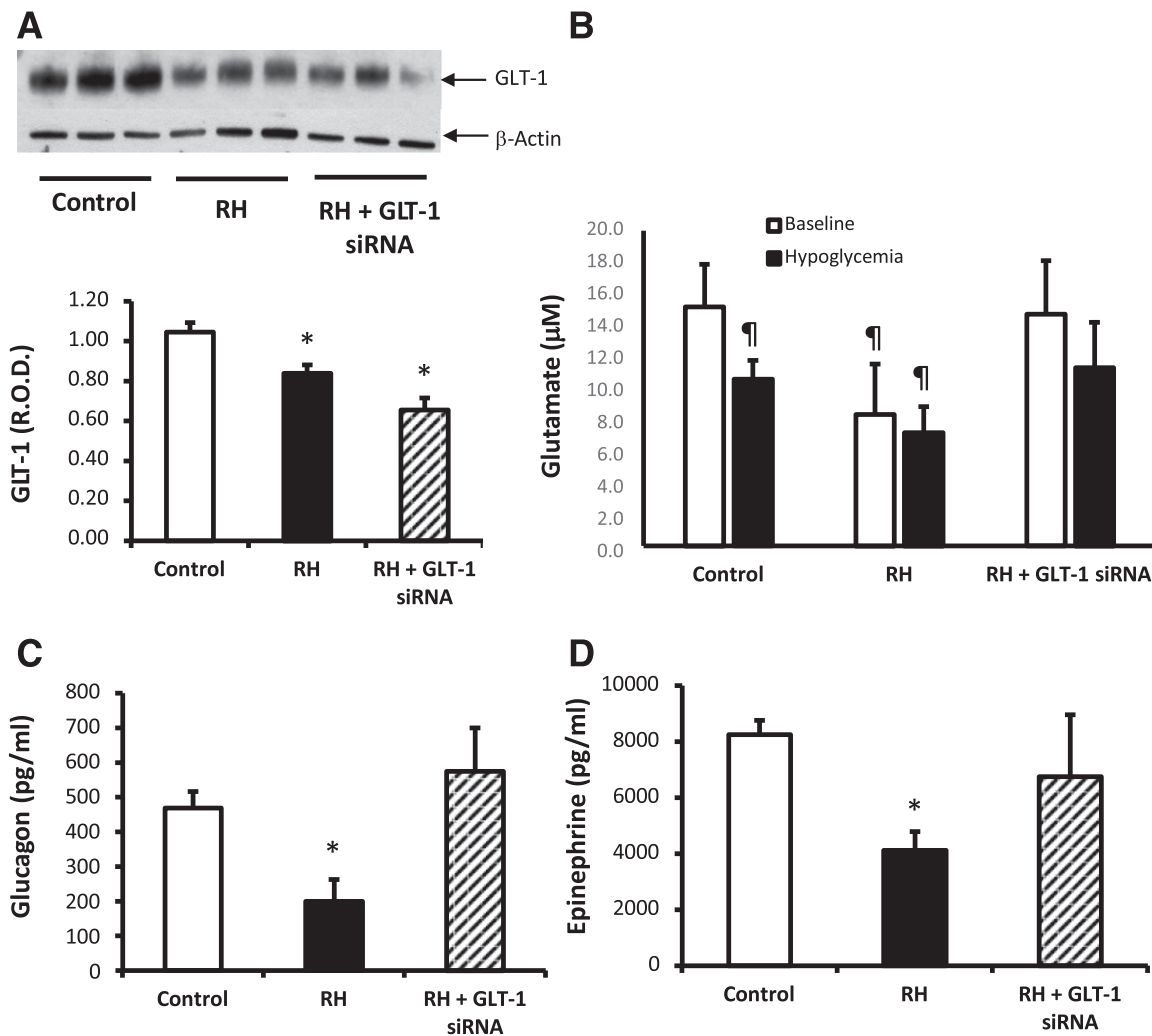 A
GLT-1
β-Actin
Control
RH
RH + GLT-1
siRNA
1.20
1.00
0.80
0.60
0.40
0.20
0.00
GLT-1 (R.O.D.)
*
*
Control
RH
RH + GLT-1
siRNA
B
Baseline
Hypoglycemia
20.0
18.0
16.0
14.0
12.0
10.0
8.0
6.0
4.0
2.0
0.0
Glutamate (μM)
¶
¶
¶
Control
RH
RH + GLT-1 siRNA
C
800
700
600
500
400
300
200
100
0
Glucagon (pg/ml)
*
Control
RH
RH + GLT-1
siRNA
D
10000
8000
6000
4000
2000
0
Epinephrine (pg/ml)
*
Control
RH
RH + GLT-1
siRNA